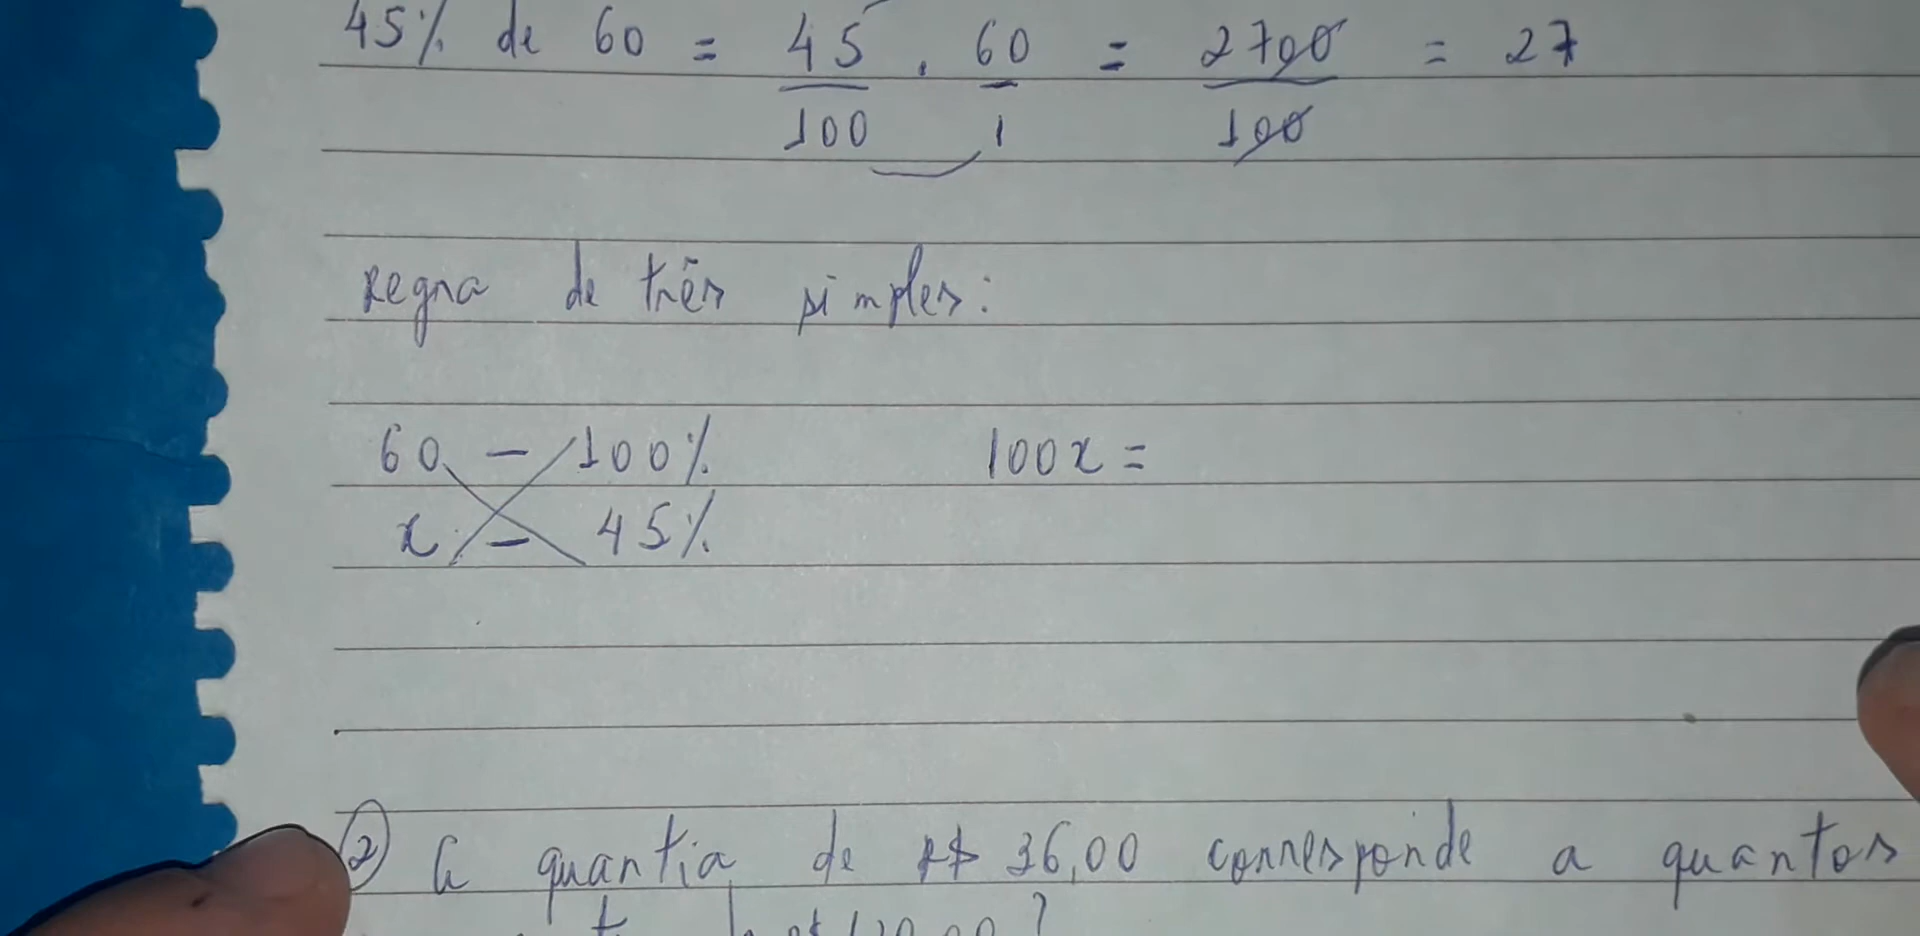 45% de 60 = 45/100 . 60/1 = 2700/100 = 27
Regra de três simples:
60 - 100% 100x =
x - 45%
2 A quantia de R$ 36,00 corresponde a quantos